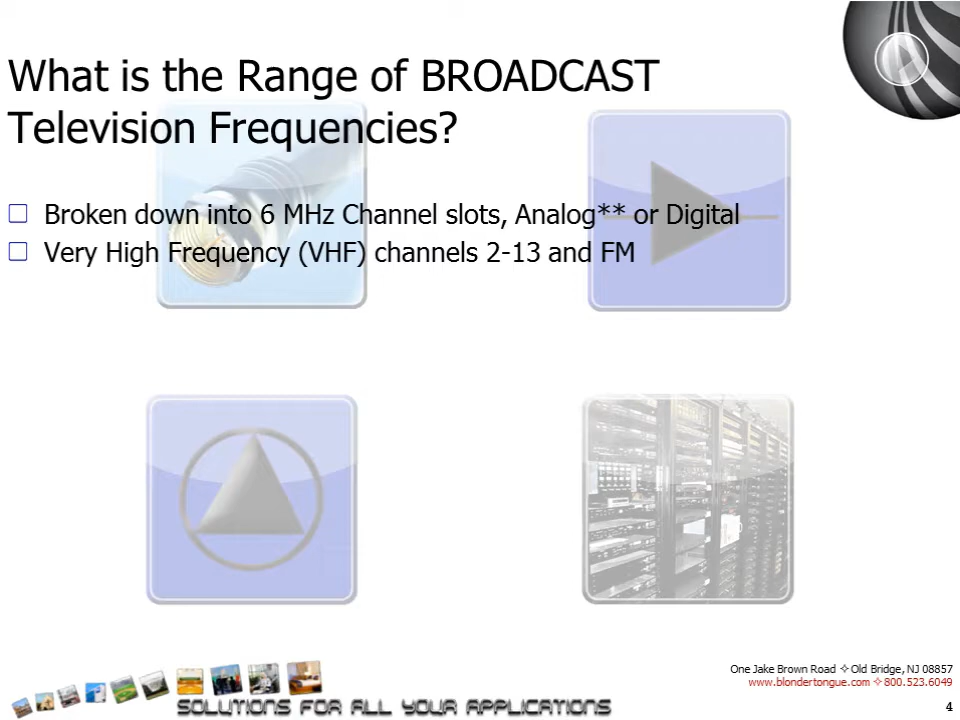 What is the Range of BROADCAST
Television Frequencies?
Broken down into 6 MHz Channel slots, Analog** or Digital
Very High Frequency (VHF) channels 2-13 and FM
SOLUTIONS FOR ALL YOUR APPLICATIONS
One Jake Brown Road ✧ Old Bridge, NJ 08857
www.blondertongue.com ✧ 800.523.6049
4